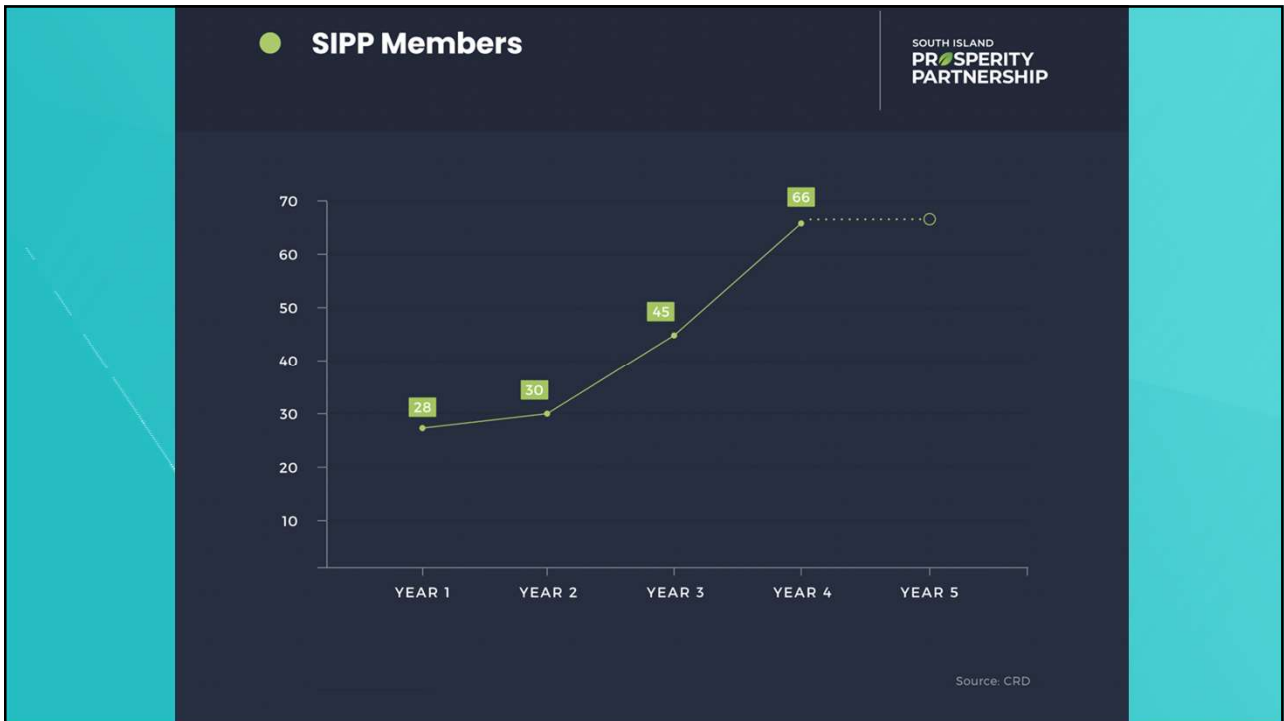 SIPP Members
SOUTH ISLAND
PROSPERITY
PARTNERSHIP
70
60
50
40
30
20
10
28
30
45
66
YEAR 1 YEAR 2 YEAR 3 YEAR 4 YEAR 5
Source: CRD